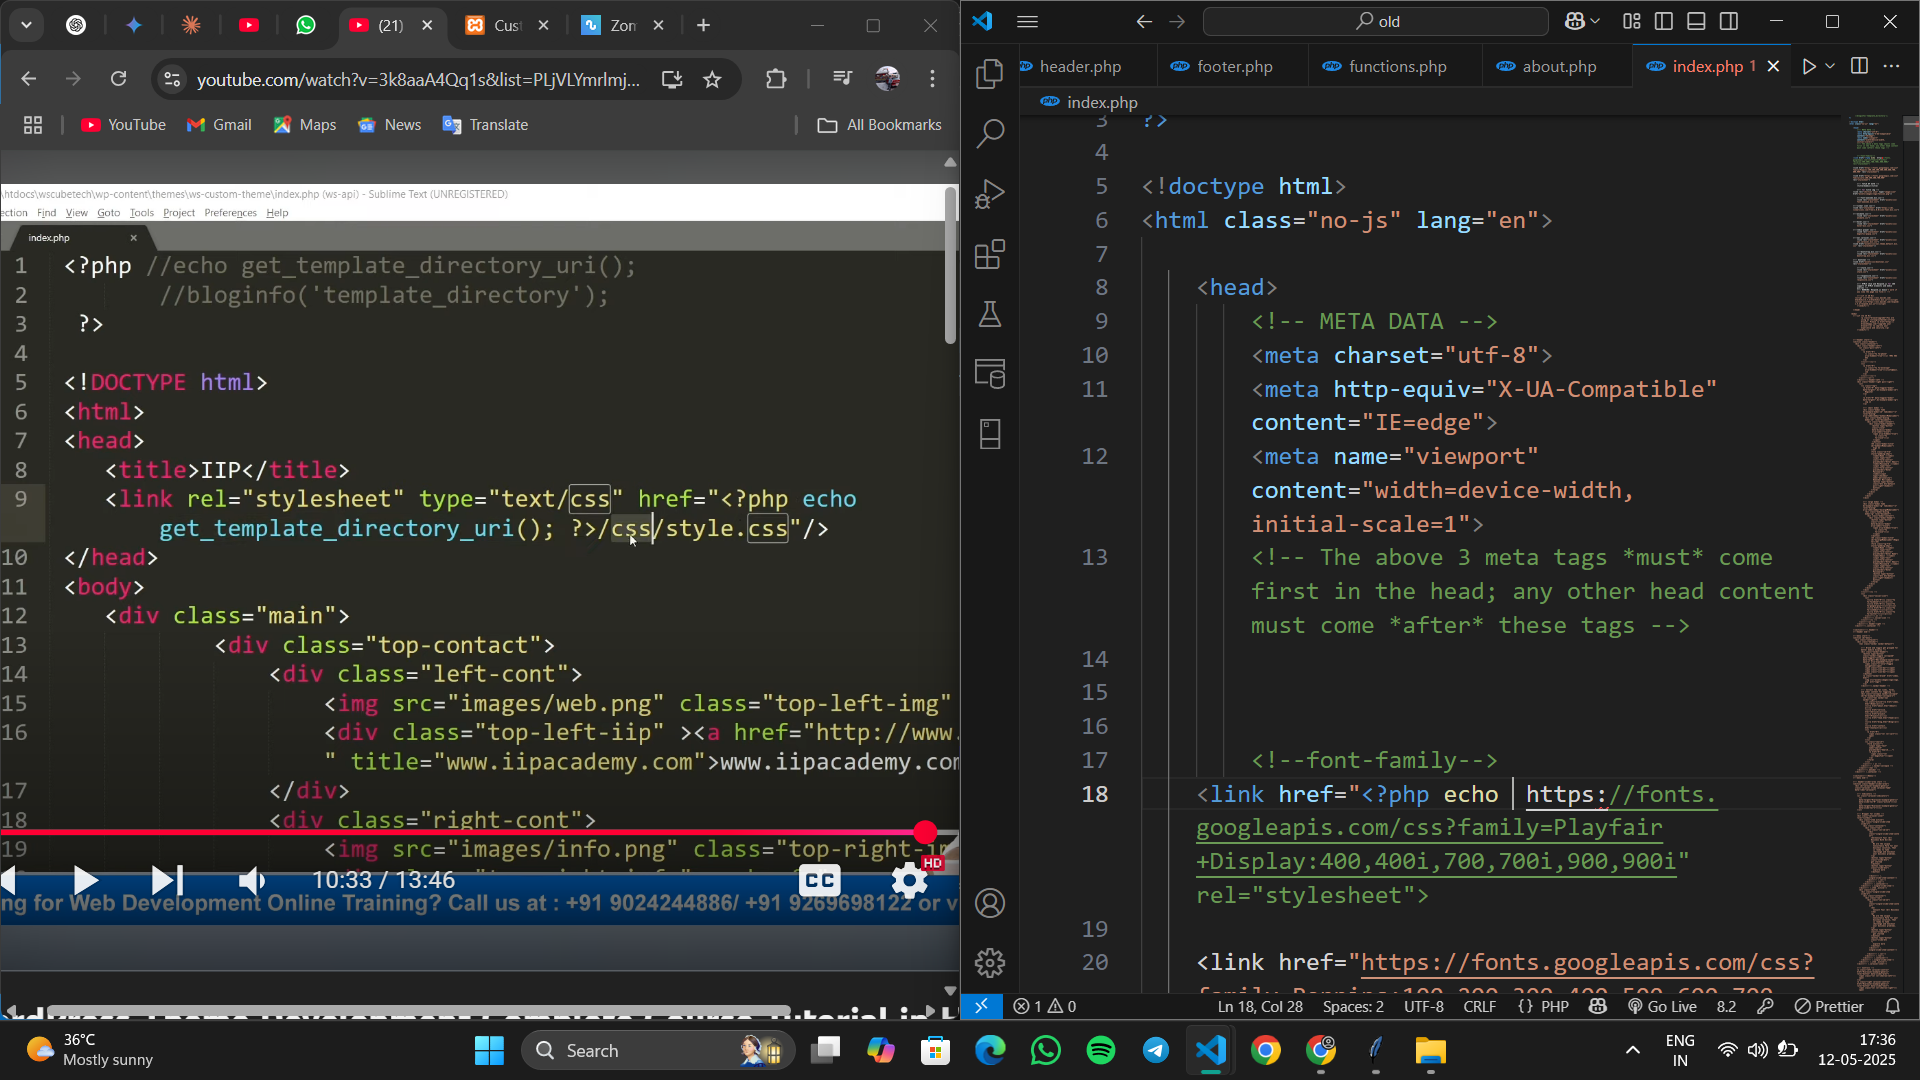 (21)
Cus
Zon
youtube.com/watch?v=3k8aaA4Qq1s&list=PLjVLYmrlmj...
YouTube
Gmail
Maps
News
Translate
All Bookmarks
\htdocs\wscubetech\wp-content\themes\ws-custom-theme\index.php (ws-api) - Sublime Text (UNREGISTERED)
ection Find View Goto Tools Project Preferences Help
index.php
1 <?php //echo get_template_directory_uri();
2 //bloginfo('template_directory');
3 ?>
4
5 <!DOCTYPE html>
6 <html>
7 <head>
8 <title>IIP</title>
9 <link rel="stylesheet" type="text/css" href="<?php echo
get_template_directory_uri(); ?>/css/style.css"/>
10 </head>
11 <body>
12 <div class="main">
13 <div class="top-contact">
14 <div class="left-cont">
15 <img src="images/web.png" class="top-left-img"
16 <div class="top-left-iip" ><a href="http://www.
" title="www.iipacademy.com">www.iipacademy.com
17 </div>
18 <div class="right-cont">
19 <img src="images/info.png" class="top-right-im
10:33 / 13:46
CC
HD
ng for Web Development Online Training? Call us at : +91 9024244886/ +91 9269698122 or v
old
header.php
footer.php
functions.php
about.php
index.php 1
index.php
3 ?>
4
5 <!doctype html>
6 <html class="no-js" lang="en">
7
8 <head>
9 <!-- META DATA -->
10 <meta charset="utf-8">
11 <meta http-equiv="X-UA-Compatible"
content="IE=edge">
12 <meta name="viewport"
content="width=device-width,
initial-scale=1">
13 <!-- The above 3 meta tags *must* come
first in the head; any other head content
must come *after* these tags -->
14
15
16
17 <!--font-family-->
18 <link href="<?php echo  https://fonts.
googleapis.com/css?family=Playfair
+Display:400,400i,700,700i,900,900i"
rel="stylesheet">
19
20 <link href="https://fonts.googleapis.com/css?
1 0
Ln 18, Col 28
Spaces: 2
UTF-8
CRLF
{} PHP
Go Live
8.2
Prettier
36°C
Mostly sunny
Search
ENG
IN
17:36
12-05-2025